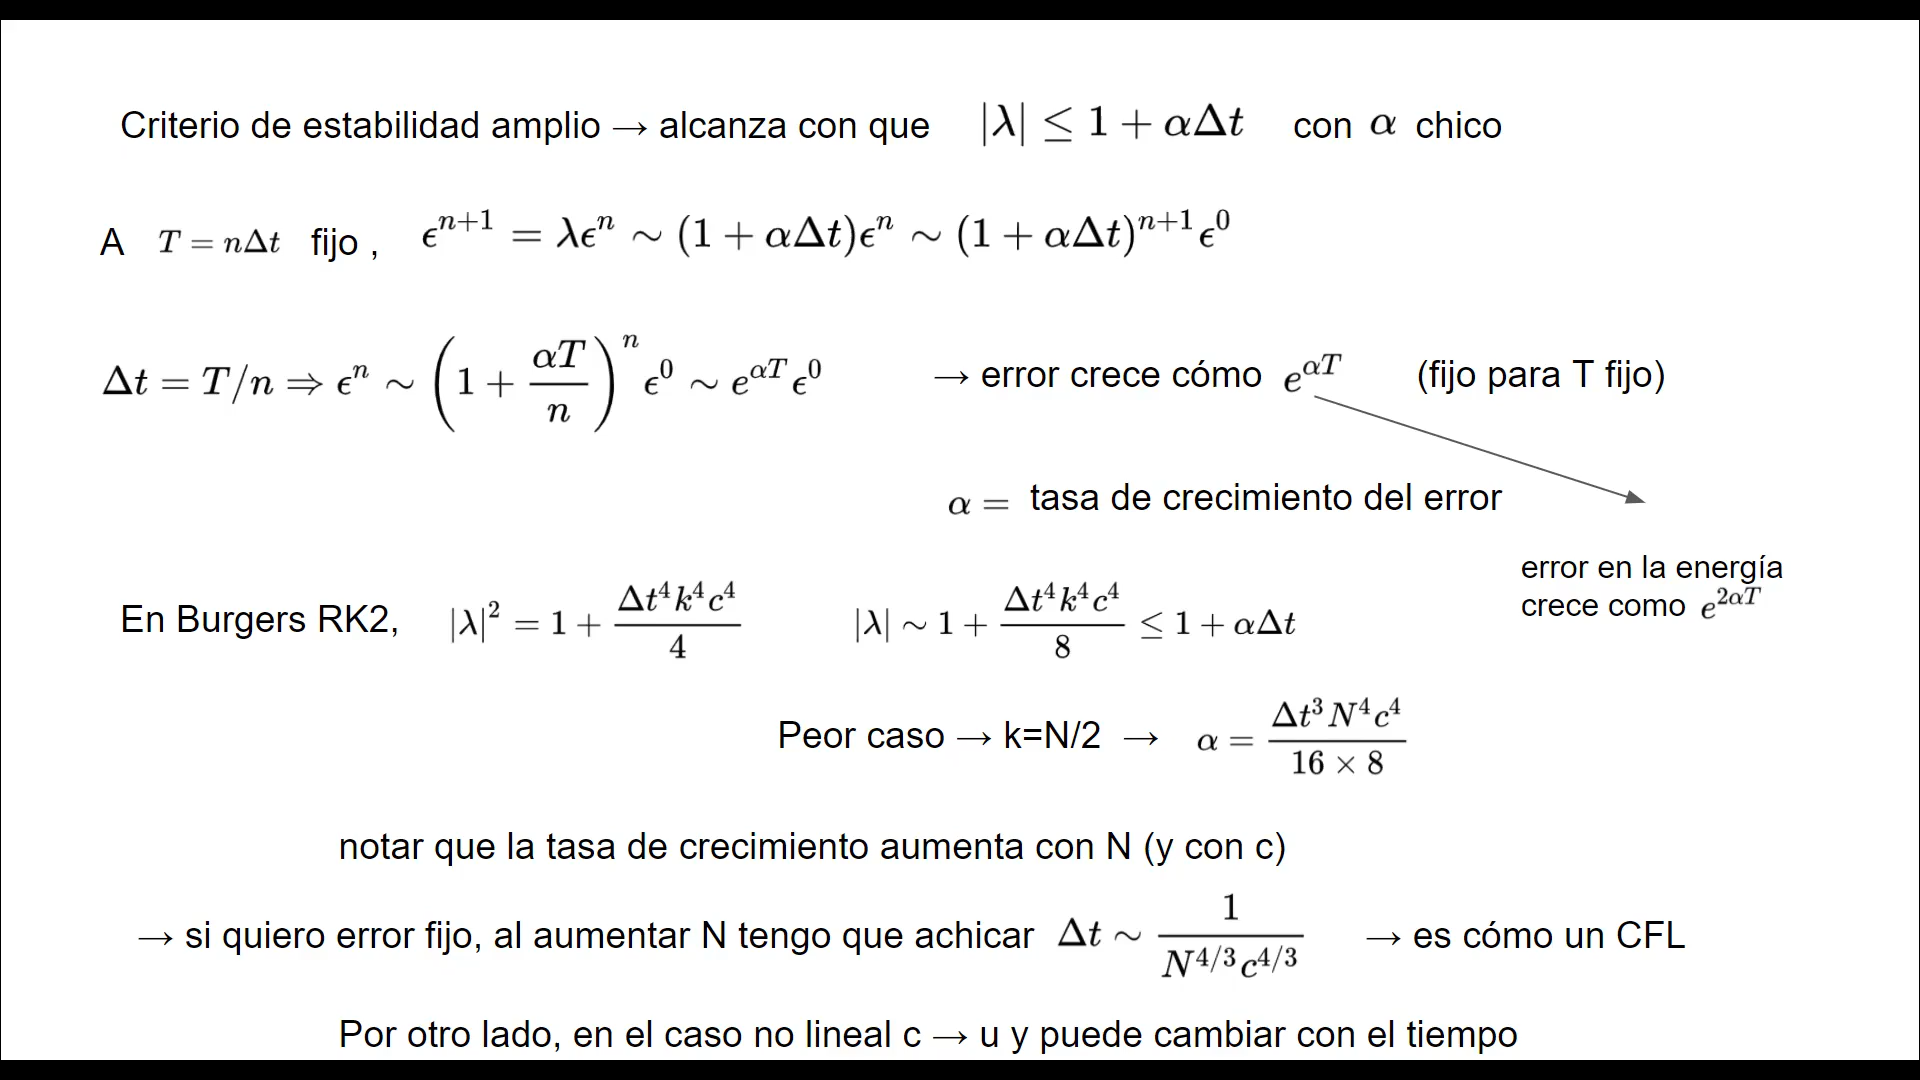 Criterio de estabilidad amplio → alcanza con que |λ| ≤ 1 + αΔt con α chico
A T = nΔt fijo , ϵ^{n+1} = λϵ^n ∼ (1 + αΔt)ϵ^n ∼ (1 + αΔt)^{n+1} ϵ^0
Δt = T/n ⇒ ϵ^n ∼ (1 + αT/n)^n ϵ^0 ∼ e^{αT} ϵ^0 → error crece cómo e^{αT} (fijo para T fijo)
α = tasa de crecimiento del error
error en la energía
crece como e^{2αT}
En Burgers RK2, |λ|^2 = 1 + Δt^4 k^4 c^4 / 4 |λ| ∼ 1 + Δt^4 k^4 c^4 / 8 ≤ 1 + αΔt
Peor caso → k=N/2 → α = Δt^3 N^4 c^4 / 16 × 8
notar que la tasa de crecimiento aumenta con N (y con c)
→ si quiero error fijo, al aumentar N tengo que achicar Δt ∼ 1 / N^{4/3} c^{4/3} → es cómo un CFL
Por otro lado, en el caso no lineal c → u y puede cambiar con el tiempo